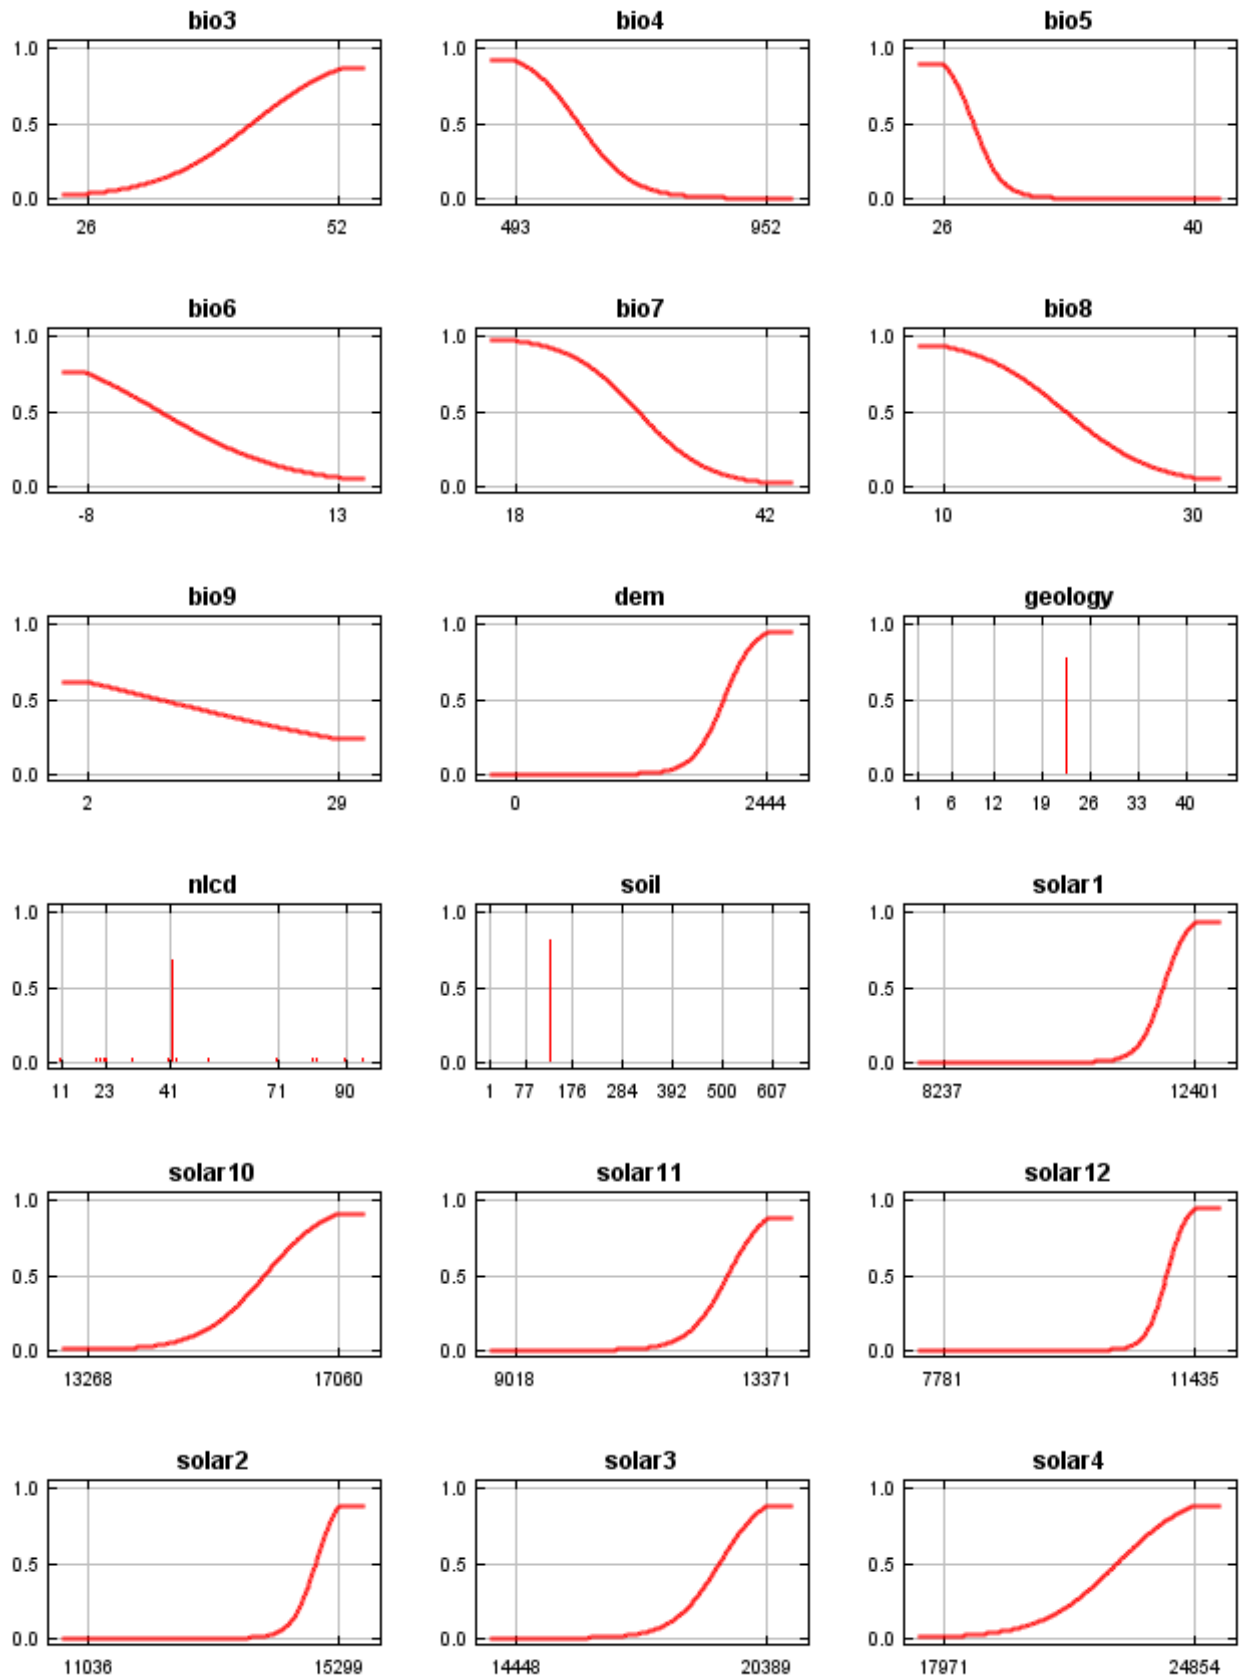 bio3 bio4 bio5
1.0 1.0 1.0
0.5 0.5 0.5
0.0 0.0 0.0
26 52 493 952 26 40
bio6 bio7 bio8
1.0 1.0 1.0
0.5 0.5 0.5
0.0 0.0 0.0
-8 13 18 42 10 30
bio9 dem geology
1.0 1.0 1.0
0.5 0.5 0.5
0.0 0.0 0.0
2 29 0 2444 1 6 12 19 26 33 40
nlcd soil solar1
1.0 1.0 1.0
0.5 0.5 0.5
0.0 0.0 0.0
11 23 41 71 90 1 77 176 284 392 500 607 8237 12401
solar10 solar11 solar12
1.0 1.0 1.0
0.5 0.5 0.5
0.0 0.0 0.0
13268 17060 9018 13371 7781 11435
solar2 solar3 solar4
1.0 1.0 1.0
0.5 0.5 0.5
0.0 0.0 0.0
11036 15299 14448 20389 17971 24854